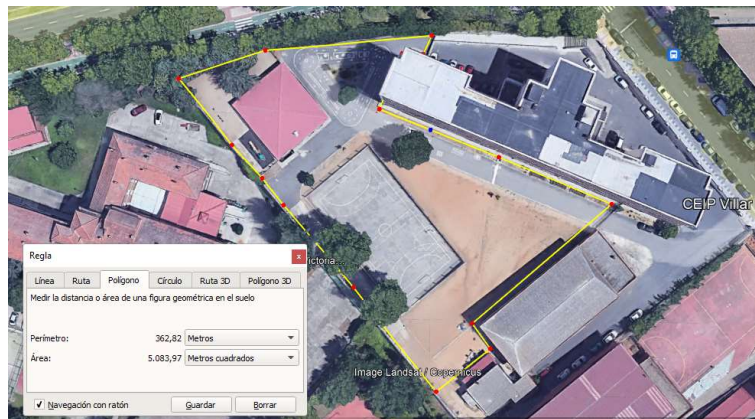 CEIP Villar
Regla
x
Línea Ruta Polígono Círculo Ruta 3D Polígono 3D
Medir la distancia o área de una figura geométrica en el suelo
Perímetro: 362,82 Metros
Área: 5.083,97 Metros cuadrados
Navegación con ratón Guardar Borrar
ictoria...
Image Landsat / Copernicus